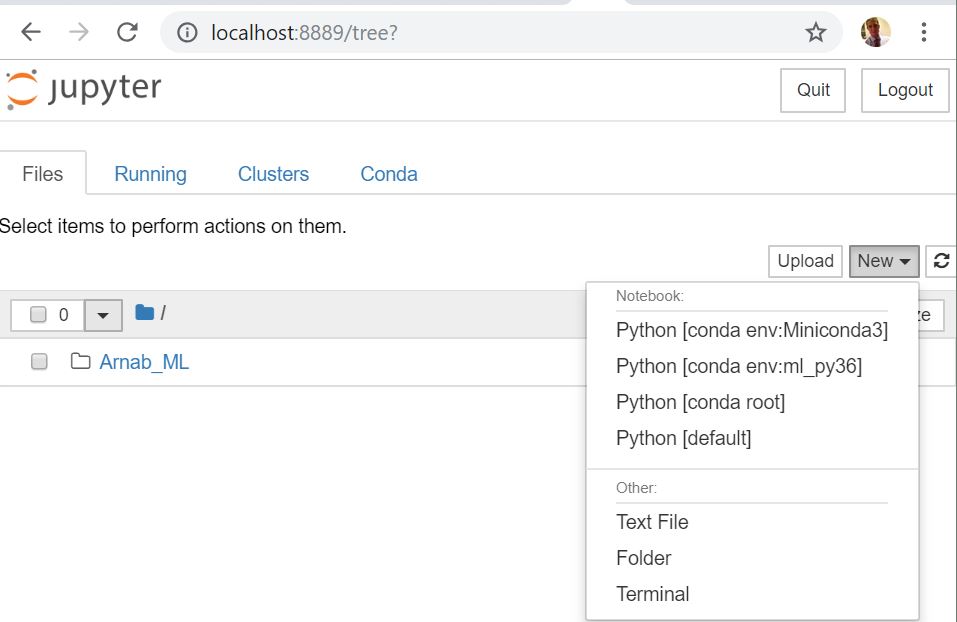 localhost:8889/tree?
jupyter
Quit
Logout
Files
Running
Clusters
Conda
Select items to perform actions on them.
Upload
New
0
/
ze
Arnab_ML
Notebook:
Python [conda env:Miniconda3]
Python [conda env:ml_py36]
Python [conda root]
Python [default]
Other:
Text File
Folder
Terminal